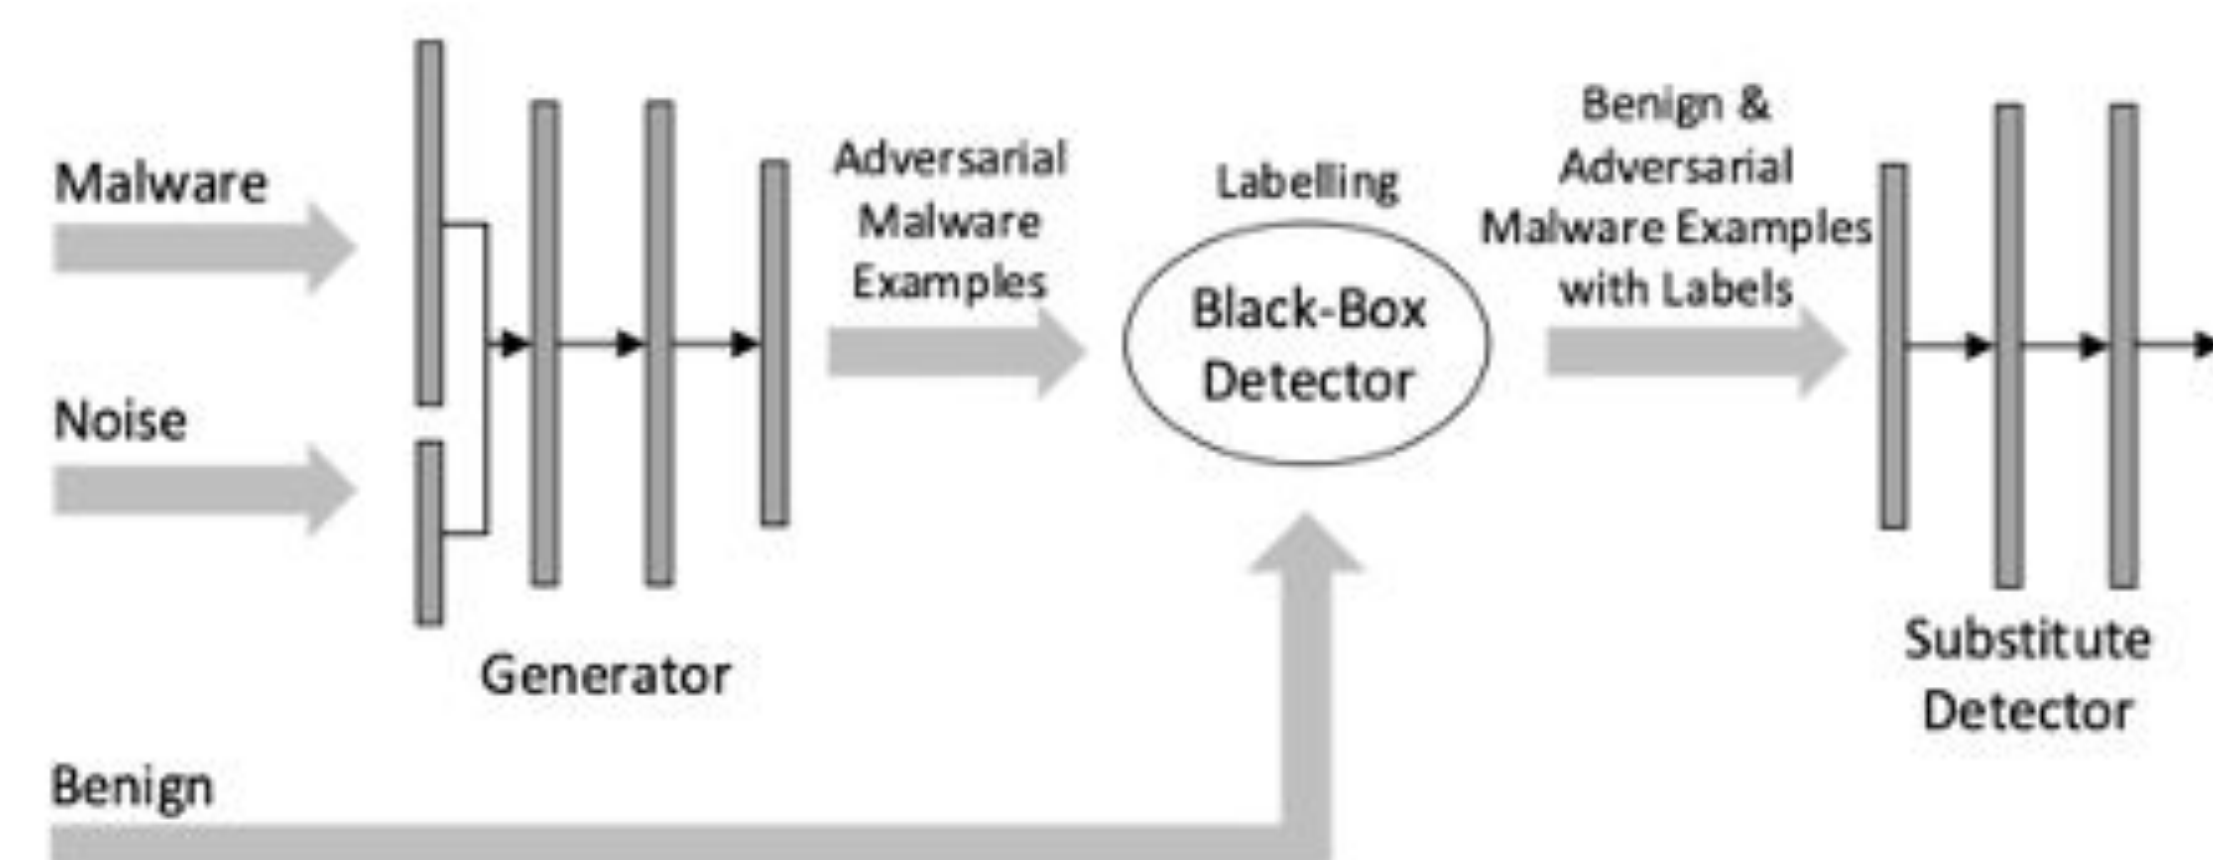 Malware
Noise
Generator
Benign
Adversarial
Malware
Examples
Labelling
Black-Box
Detector
Benign &
Adversarial
Malware Examples
with Labels
Substitute
Detector